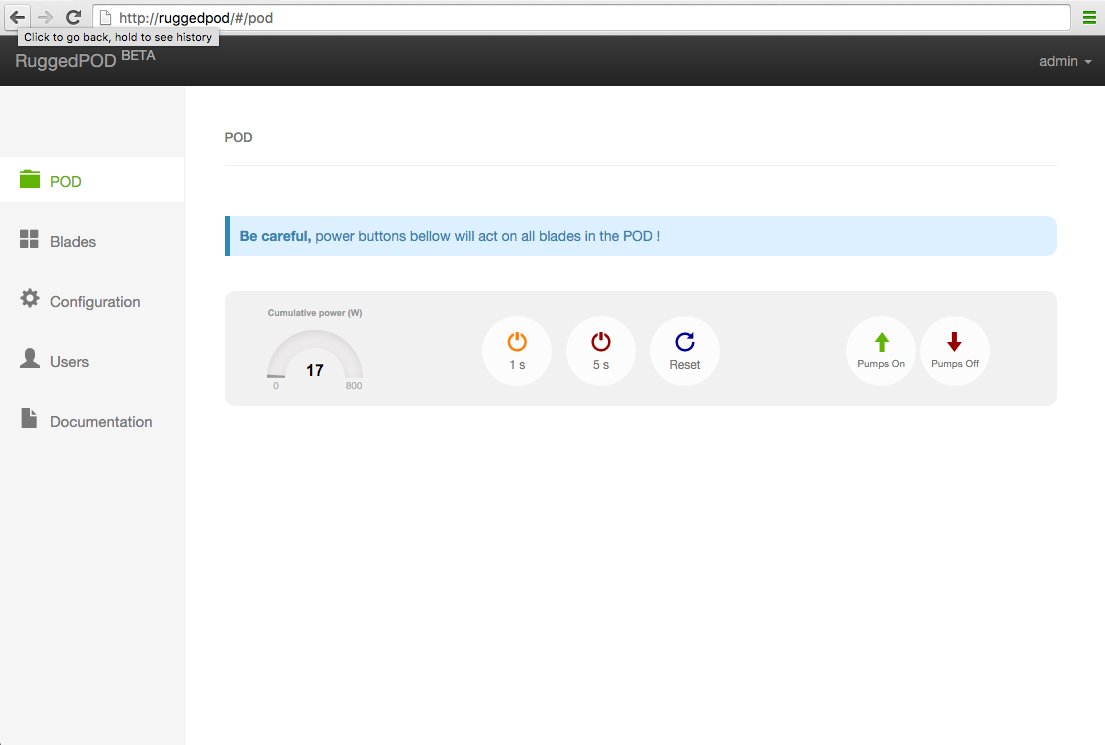 http://ruggedpod/#/pod
Click to go back, hold to see history
RuggedPOD BETA
admin
POD
POD
Blades
Configuration
Users
Documentation
Be careful, power buttons bellow will act on all blades in the POD !
Cumulative power (W)
17
0
800
1 s
5 s
Reset
Pumps On
Pumps Off